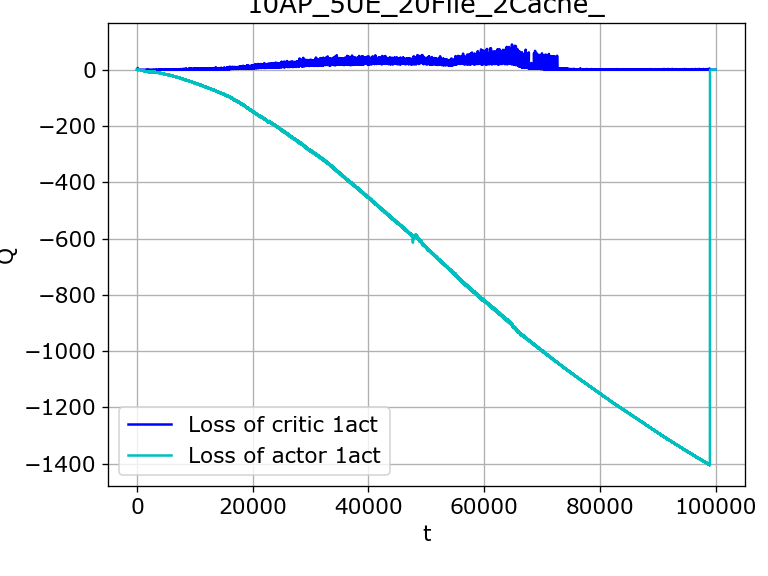 10AP_5UE_20File_2Cache_
0
−200
−400
−600
−800
−1000
−1200
−1400
Q
Loss of critic 1act
Loss of actor 1act
0 20000 40000 60000 80000 100000
t